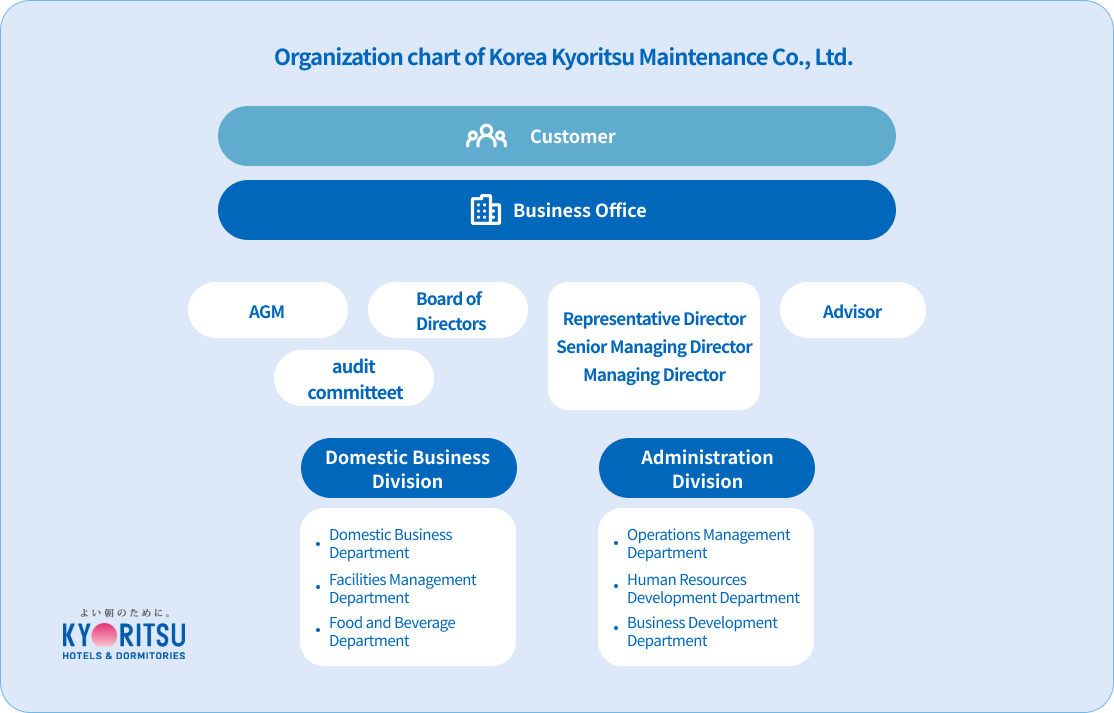 Organization chart of Korea Kyoritsu Maintenance Co., Ltd.
Customer
Business Office
AGM
Board of
Directors
Representative Director
Senior Managing Director
Managing Director
Advisor
audit
committeet
Domestic Business
Division
Administration
Division
• Domestic Business
Department
• Facilities Management
Department
• Food and Beverage
Department
• Operations Management
Department
• Human Resources
Development Department
• Business Development
Department
よい朝のために。
KYORITSU
HOTELS & DORMITORIES